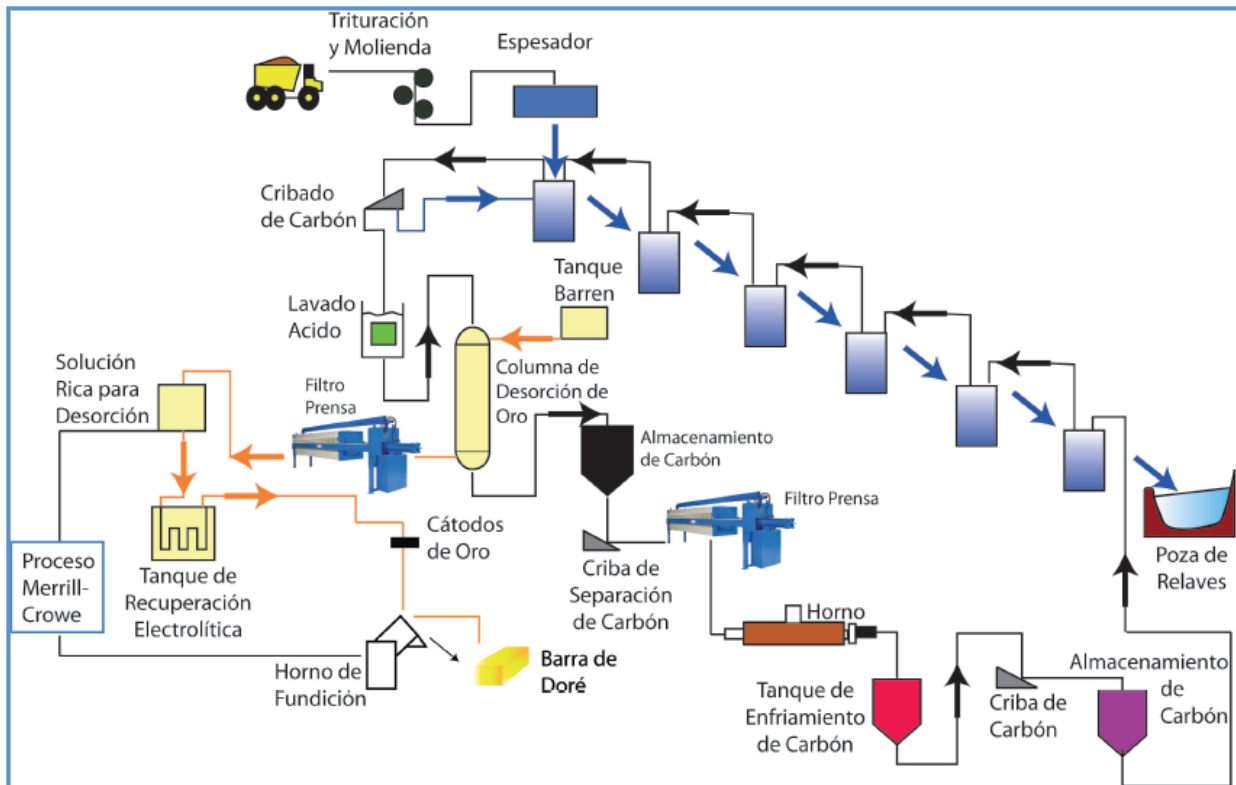 Trituración
y Molienda
Espesador
Cribado
de Carbón
Tanque
Barren
Lavado
Acido
Columna de
Desorción de
Oro
Solución
Rica para
Desorción
Filtro
Prensa
Almacenamiento
de Carbón
Filtro Prensa
Cátodos
de Oro
Criba de
Separación
de Carbón
Poza de
Relaves
Proceso
Merrill-
Crowe
Tanque de
Recuperación
Electrolítica
Horno
Horno de
Fundición
Barra de
Doré
Tanque de
Enfriamiento
de Carbón
Criba de
Carbón
Almacenamiento
de
Carbón